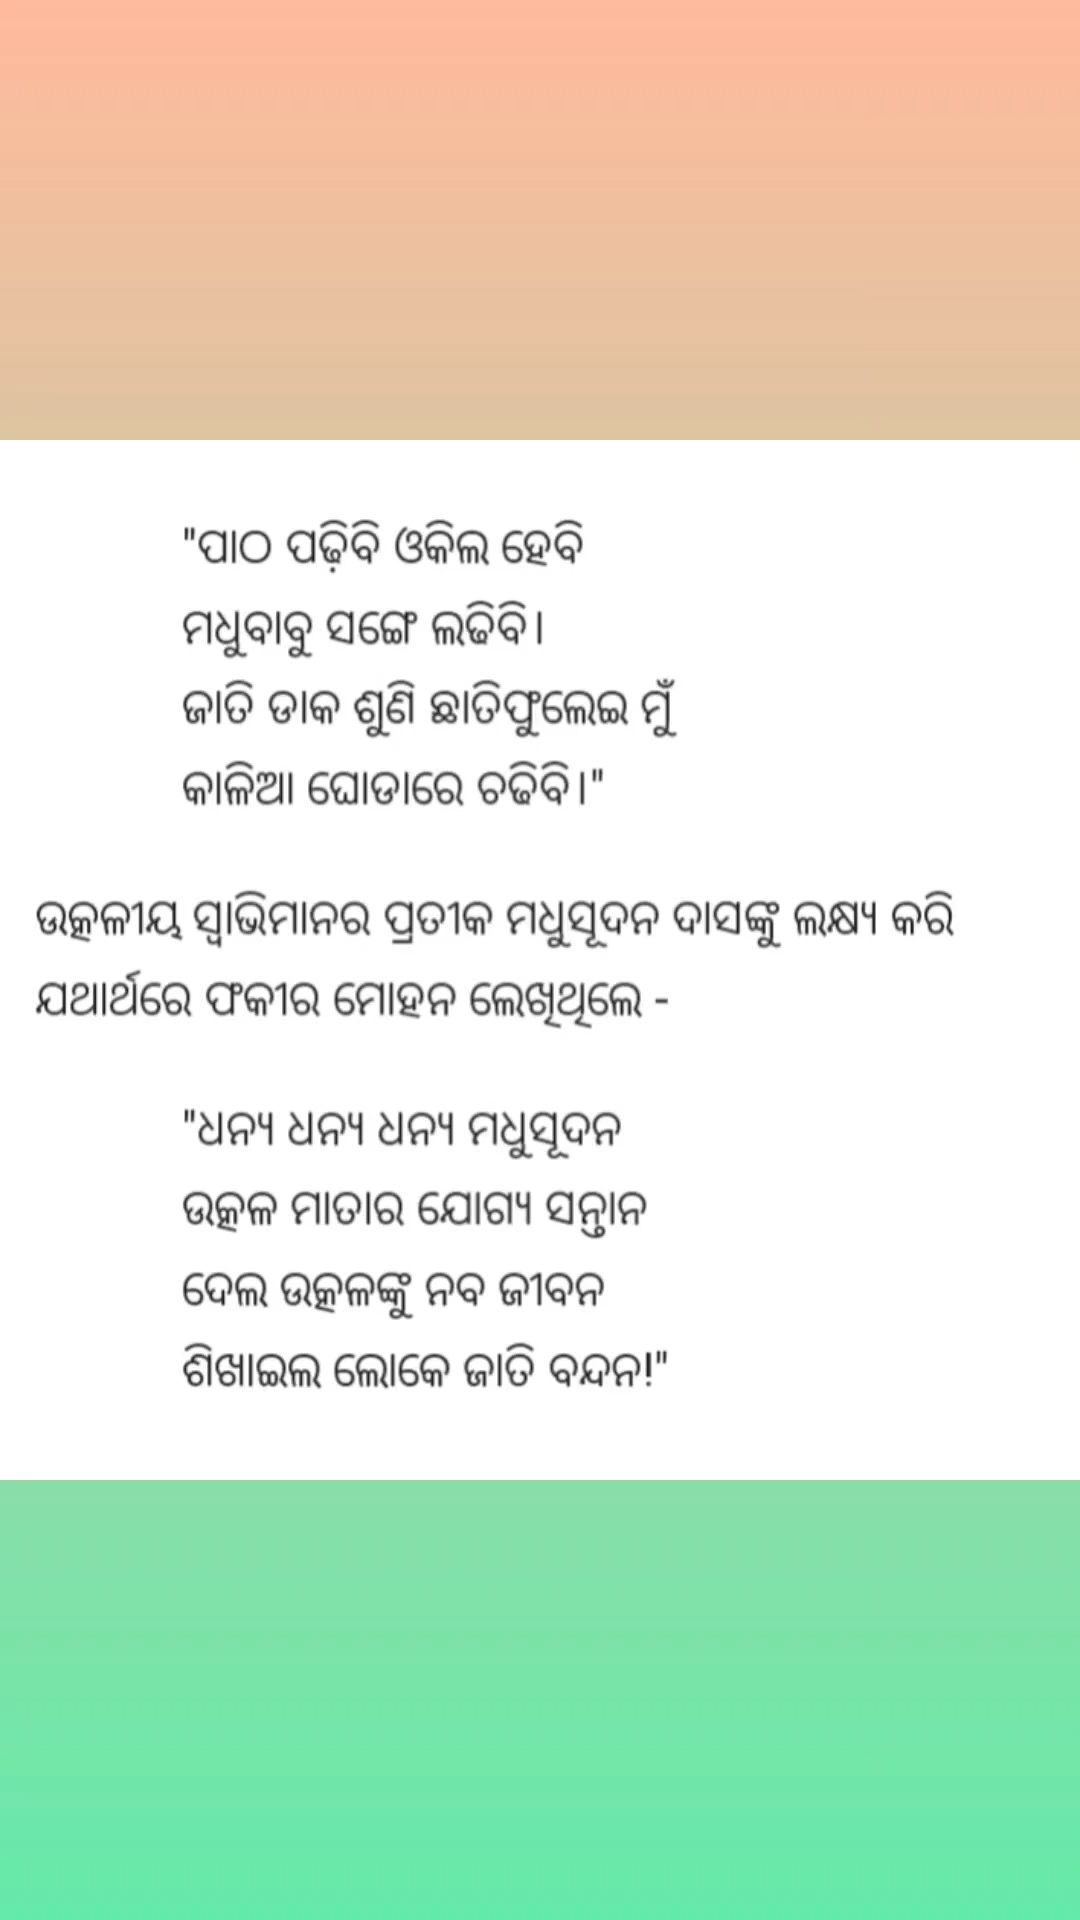 "ପାଠ ପଢ଼ିବି ଓକିଲ ହେବି
ମଧୁବାବୁ ସଙ୍ଗେ ଲଢିବି।
ଜାତି ଡାକ ଶୁଣି ଛାତିଫୁଲେଇ ମୁଁ
କାଳିଆ ଘୋଡାରେ ଚଢିବି।"
ଉତ୍କଳୀୟ ସ୍ୱାଭିମାନର ପ୍ରତୀକ ମଧୁସୂଦନ ଦାସଙ୍କୁ ଲକ୍ଷ୍ୟ କରି
ଯଥାର୍ଥରେ ଫକୀର ମୋହନ ଲେଖିଥିଲେ -
"ଧନ୍ୟ ଧନ୍ୟ ଧନ୍ୟ ମଧୁସୂଦନ
ଉତ୍କଳ ମାତାର ଯୋଗ୍ୟ ସନ୍ତାନ
ଦେଲ ଉତ୍କଳଙ୍କୁ ନବ ଜୀବନ
ଶିଖାଇଲ ଲୋକେ ଜାତି ବନ୍ଦନ!"